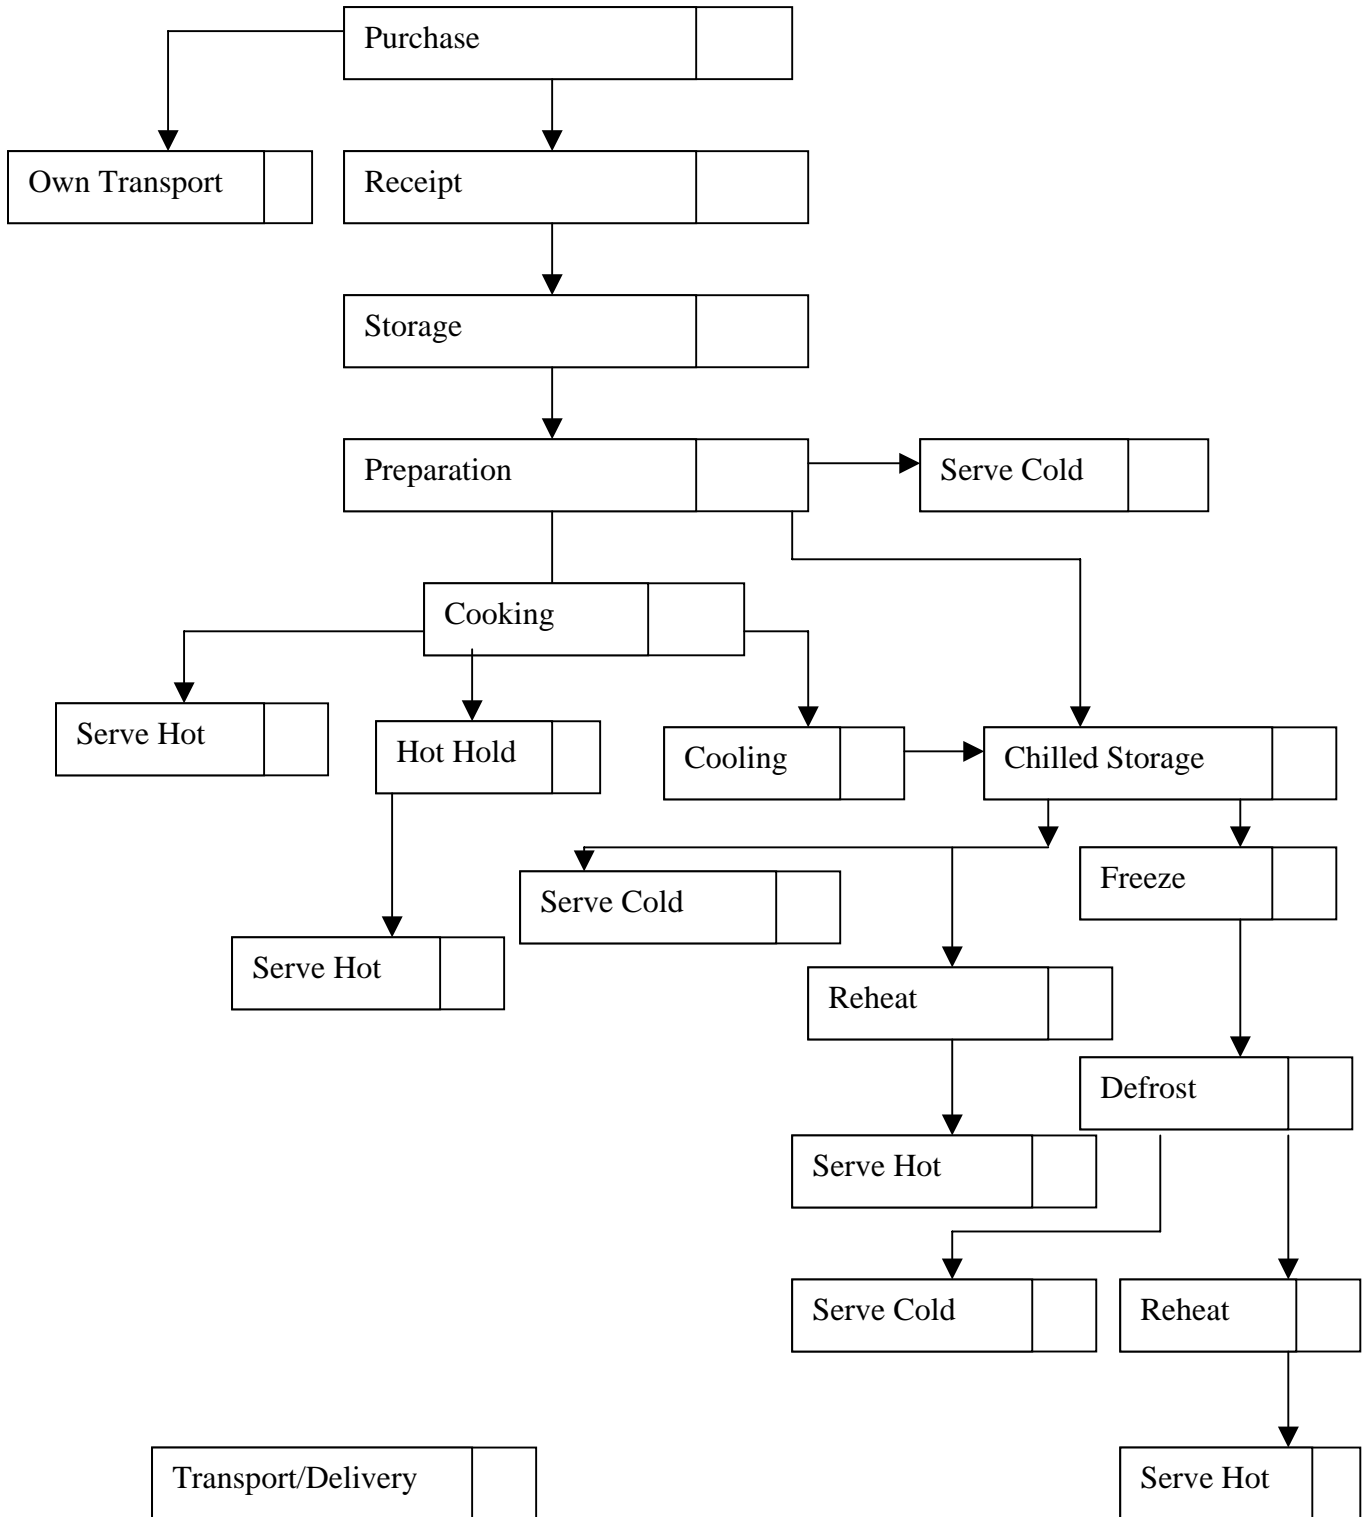 Purchase
Own Transport
Receipt
Storage
Preparation
Serve Cold
Cooking
Serve Hot
Hot Hold
Cooling
Chilled Storage
Serve Cold
Freeze
Serve Hot
Reheat
Defrost
Serve Hot
Serve Cold
Reheat
Transport/Delivery
Serve Hot